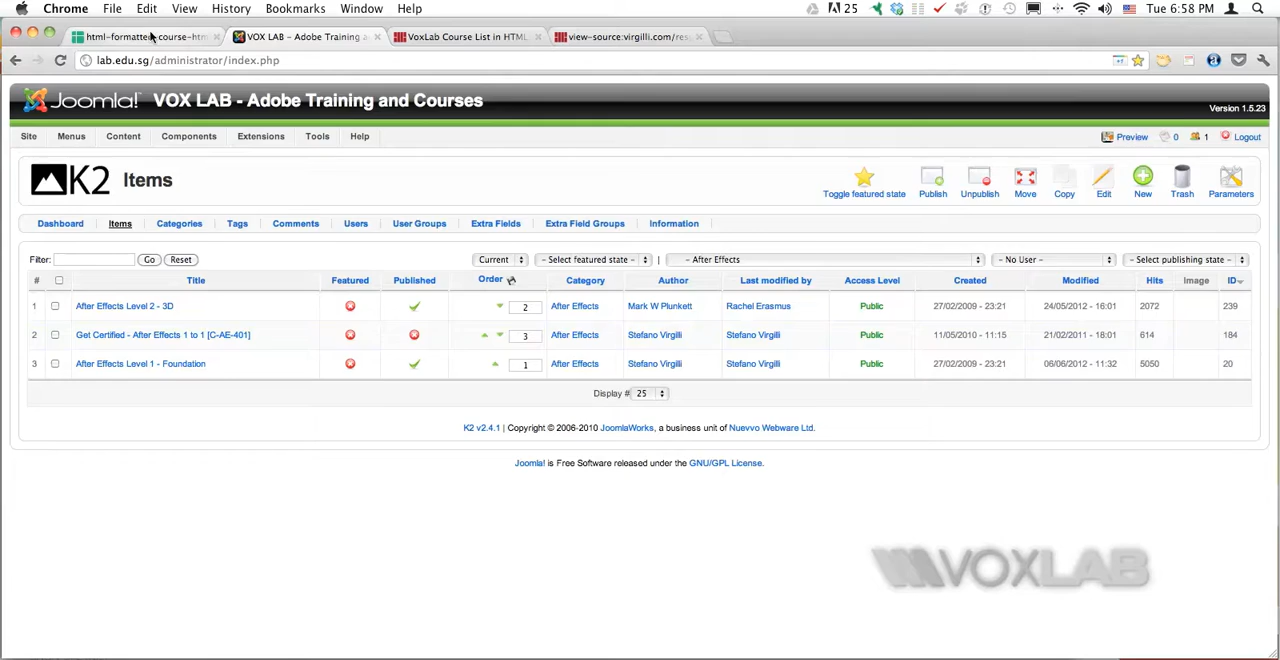 Chrome File Edit View History Bookmarks Window Help 25 Tue 6:58 PM
html-formatted-course-htm VOX LAB - Adobe Training a VoxLab Course List in HTML view-source:virgilli.com/res
lab.edu.sg/administrator/index.php
Joomla! VOX LAB - Adobe Training and Courses
Version 1.5.23
Site Menus Content Components Extensions Tools Help Preview 0 1 Logout
K2 Items
Toggle featured state Publish Unpublish Move Copy Edit New Trash Parameters
Dashboard Items Categories Tags Comments Users User Groups Extra Fields Extra Field Groups Information
Filter: Go Reset Current - Select featured state - | - After Effects - No User - - Select publishing state -
# Title Featured Published Order Category Author Last modified by Access Level Created Modified Hits Image ID
1 After Effects Level 2 - 3D 2 After Effects Mark W Plunkett Rachel Erasmus Public 27/02/2009 - 23:21 24/05/2012 - 16:01 2072 239
2 Get Certified - After Effects 1 to 1 [C-AE-401] 3 After Effects Stefano Virgilli Stefano Virgilli Public 11/05/2010 - 11:15 21/02/2011 - 18:01 614 184
3 After Effects Level 1 - Foundation 1 After Effects Stefano Virgilli Stefano Virgilli Public 27/02/2009 - 23:21 06/06/2012 - 11:32 5050 20
Display # 25
K2 v2.4.1 | Copyright © 2006-2010 JoomlaWorks, a business unit of Nuevvo Webware Ltd.
Joomla! is Free Software released under the GNU/GPL License.
VOXLAB